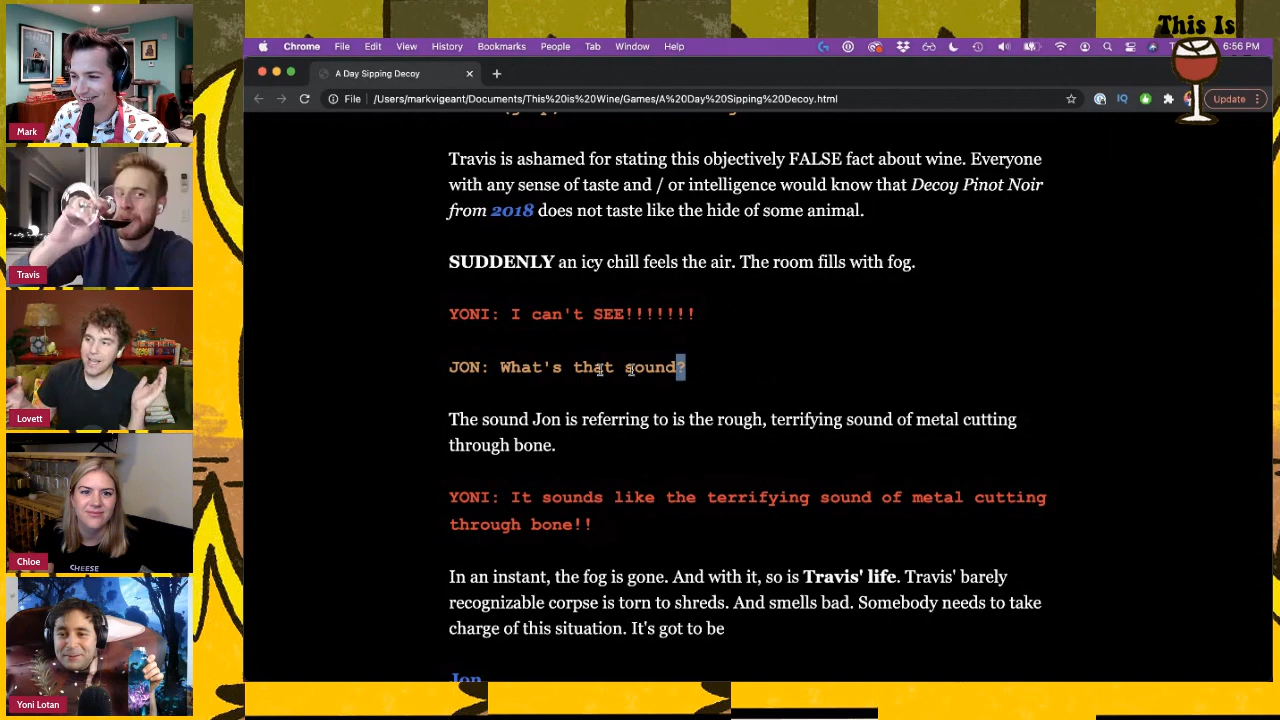 This Is
Chrome File Edit View History Bookmarks People Tab Window Help 6:56 PM
A Day Sipping Decoy
File /Users/markvigeant/Documents/This%20is%20Wine/Games/A%20Day%20Sipping%20Decoy.html
IQ
Update
Mark
Travis
Lovett
CHEESE
Chloe
Yoni Lotan
Travis is ashamed for stating this objectively FALSE fact about wine. Everyone
with any sense of taste and / or intelligence would know that Decoy Pinot Noir
from 2018 does not taste like the hide of some animal.
SUDDENLY an icy chill feels the air. The room fills with fog.
YONI: I can't SEE!!!!!!!
JON: What's that sound?
The sound Jon is referring to is the rough, terrifying sound of metal cutting
through bone.
YONI: It sounds like the terrifying sound of metal cutting
through bone!!
In an instant, the fog is gone. And with it, so is Travis' life. Travis' barely
recognizable corpse is torn to shreds. And smells bad. Somebody needs to take
charge of this situation. It's got to be
Jon